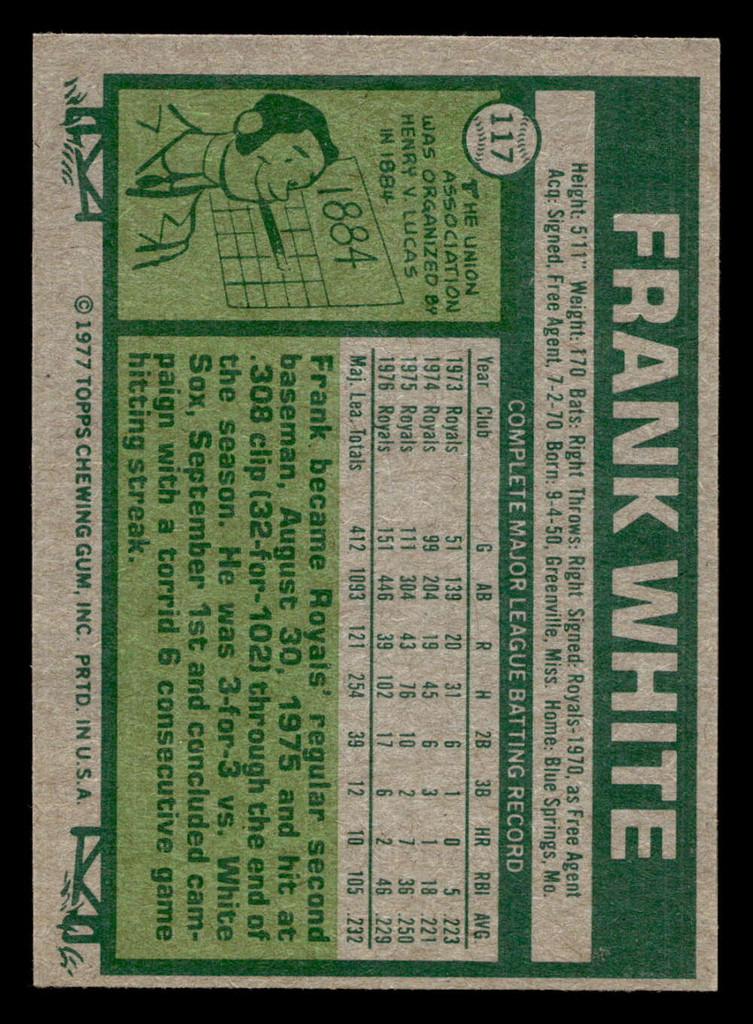 117
FRANK WHITE
Height: 5'11" Weight: 170 Bats: Right Throws: Right Signed: Royals-1970, as Free Agent
Acq: Signed, Free Agent, 7-2-70 Born: 9-4-50, Greenville, Miss. Home: Blue Springs, Mo.
COMPLETE MAJOR LEAGUE BATTING RECORD
Year Club G AB R H 2B 3B HR RBI AVG
1973 Royals 51 139 20 31 6 1 0 5 .223
1974 Royals 99 204 19 45 6 3 1 18 .221
1975 Royals 111 304 43 76 10 2 7 36 .250
1976 Royals 151 446 39 102 17 6 2 46 .229
Maj. Lea. Totals 412 1093 121 254 39 12 10 105 .232
THE UNION
ASSOCIATION
WAS ORGANIZED BY
HENRY V LUCAS
IN 1884
1884
Frank became Royals' regular second
baseman, August 30, 1975 and hit at
.308 clip (32-for-102) through the end of
the season. He was 3-for-3 vs. White
Sox, September 1st and concluded cam-
paign with a torrid 6 consecutive game
hitting streak.
© 1977 TOPPS CHEWING GUM, INC. PRTD. IN U.S.A.